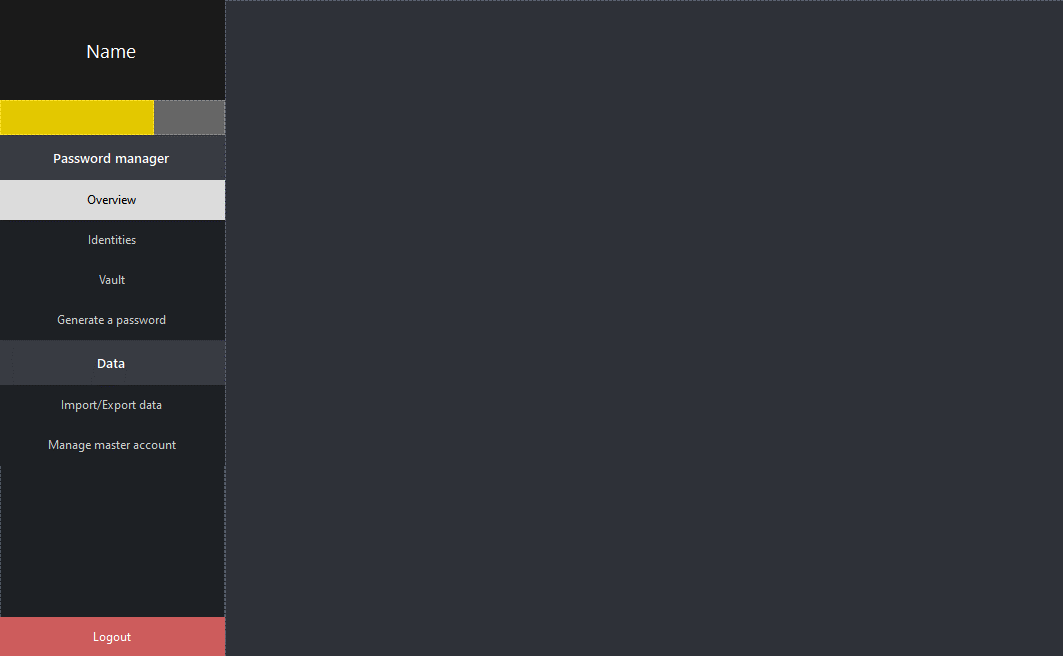 Name
Password manager
Overview
Identities
Vault
Generate a password
Data
Import/Export data
Manage master account
Logout